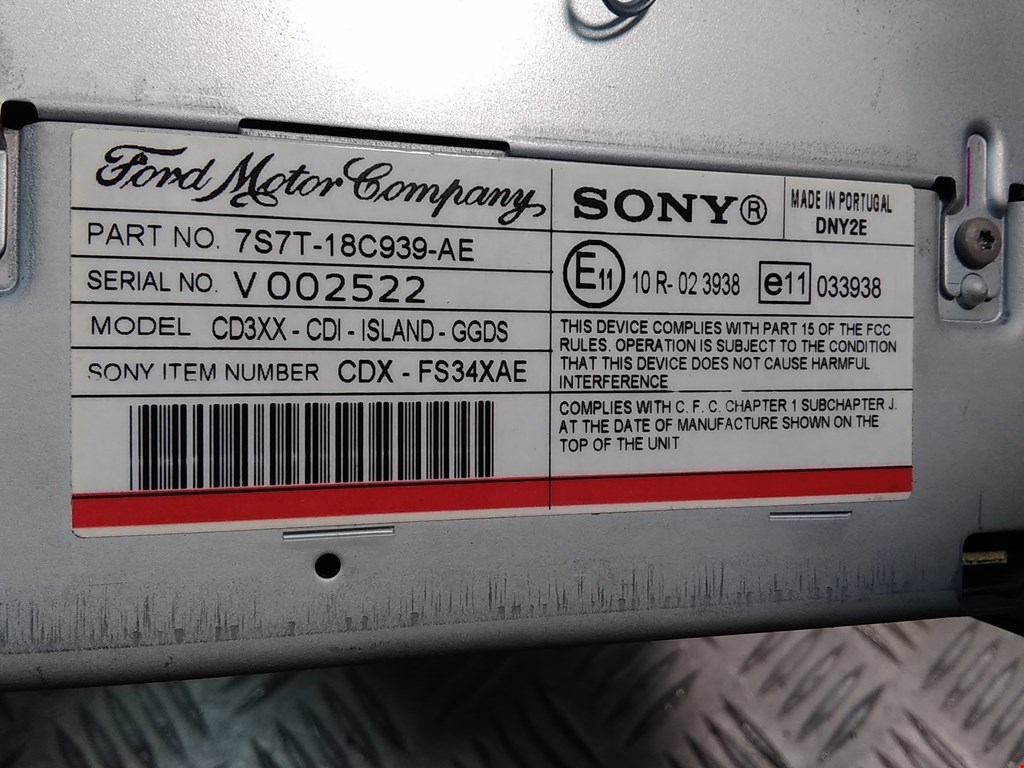 Ford Motor Company
PART NO. 7S7T-18C939-AE
SERIAL NO. V002522
MODEL CD3XX - CDI - ISLAND - GGDS
SONY ITEM NUMBER CDX - FS34XAE
SONY®
MADE IN PORTUGAL
DNY2E
E11 10 R- 02 3938 e11 033938
THIS DEVICE COMPLIES WITH PART 15 OF THE FCC
RULES. OPERATION IS SUBJECT TO THE CONDITION
THAT THIS DEVICE DOES NOT CAUSE HARMFUL
INTERFERENCE
COMPLIES WITH C. F. C. CHAPTER 1 SUBCHAPTER J.
AT THE DATE OF MANUFACTURE SHOWN ON THE
TOP OF THE UNIT